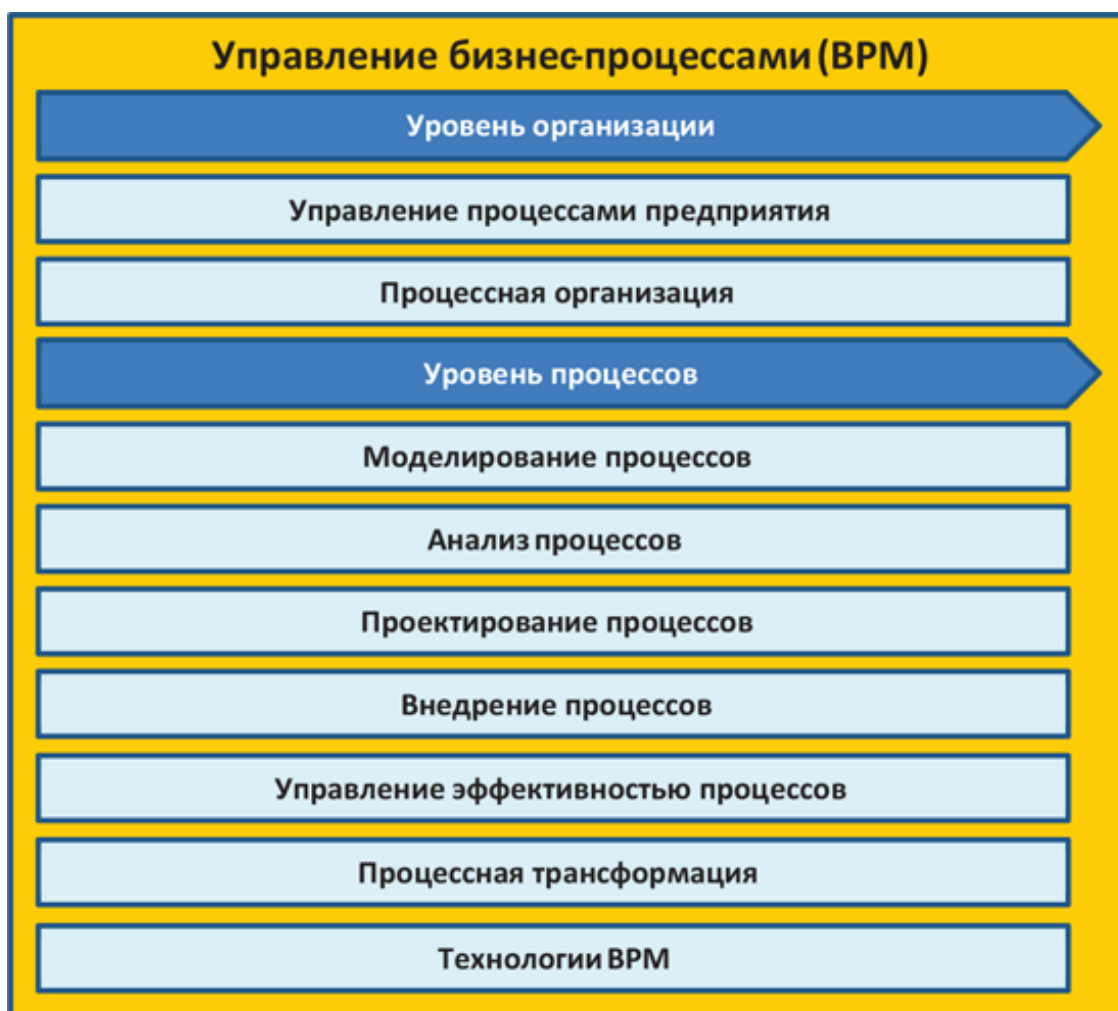 Управление бизнес-процессами (BPM)
Уровень организации
Управление процессами предприятия
Процессная организация
Уровень процессов
Моделирование процессов
Анализ процессов
Проектирование процессов
Внедрение процессов
Управление эффективностью процессов
Процессная трансформация
Технологии BPM